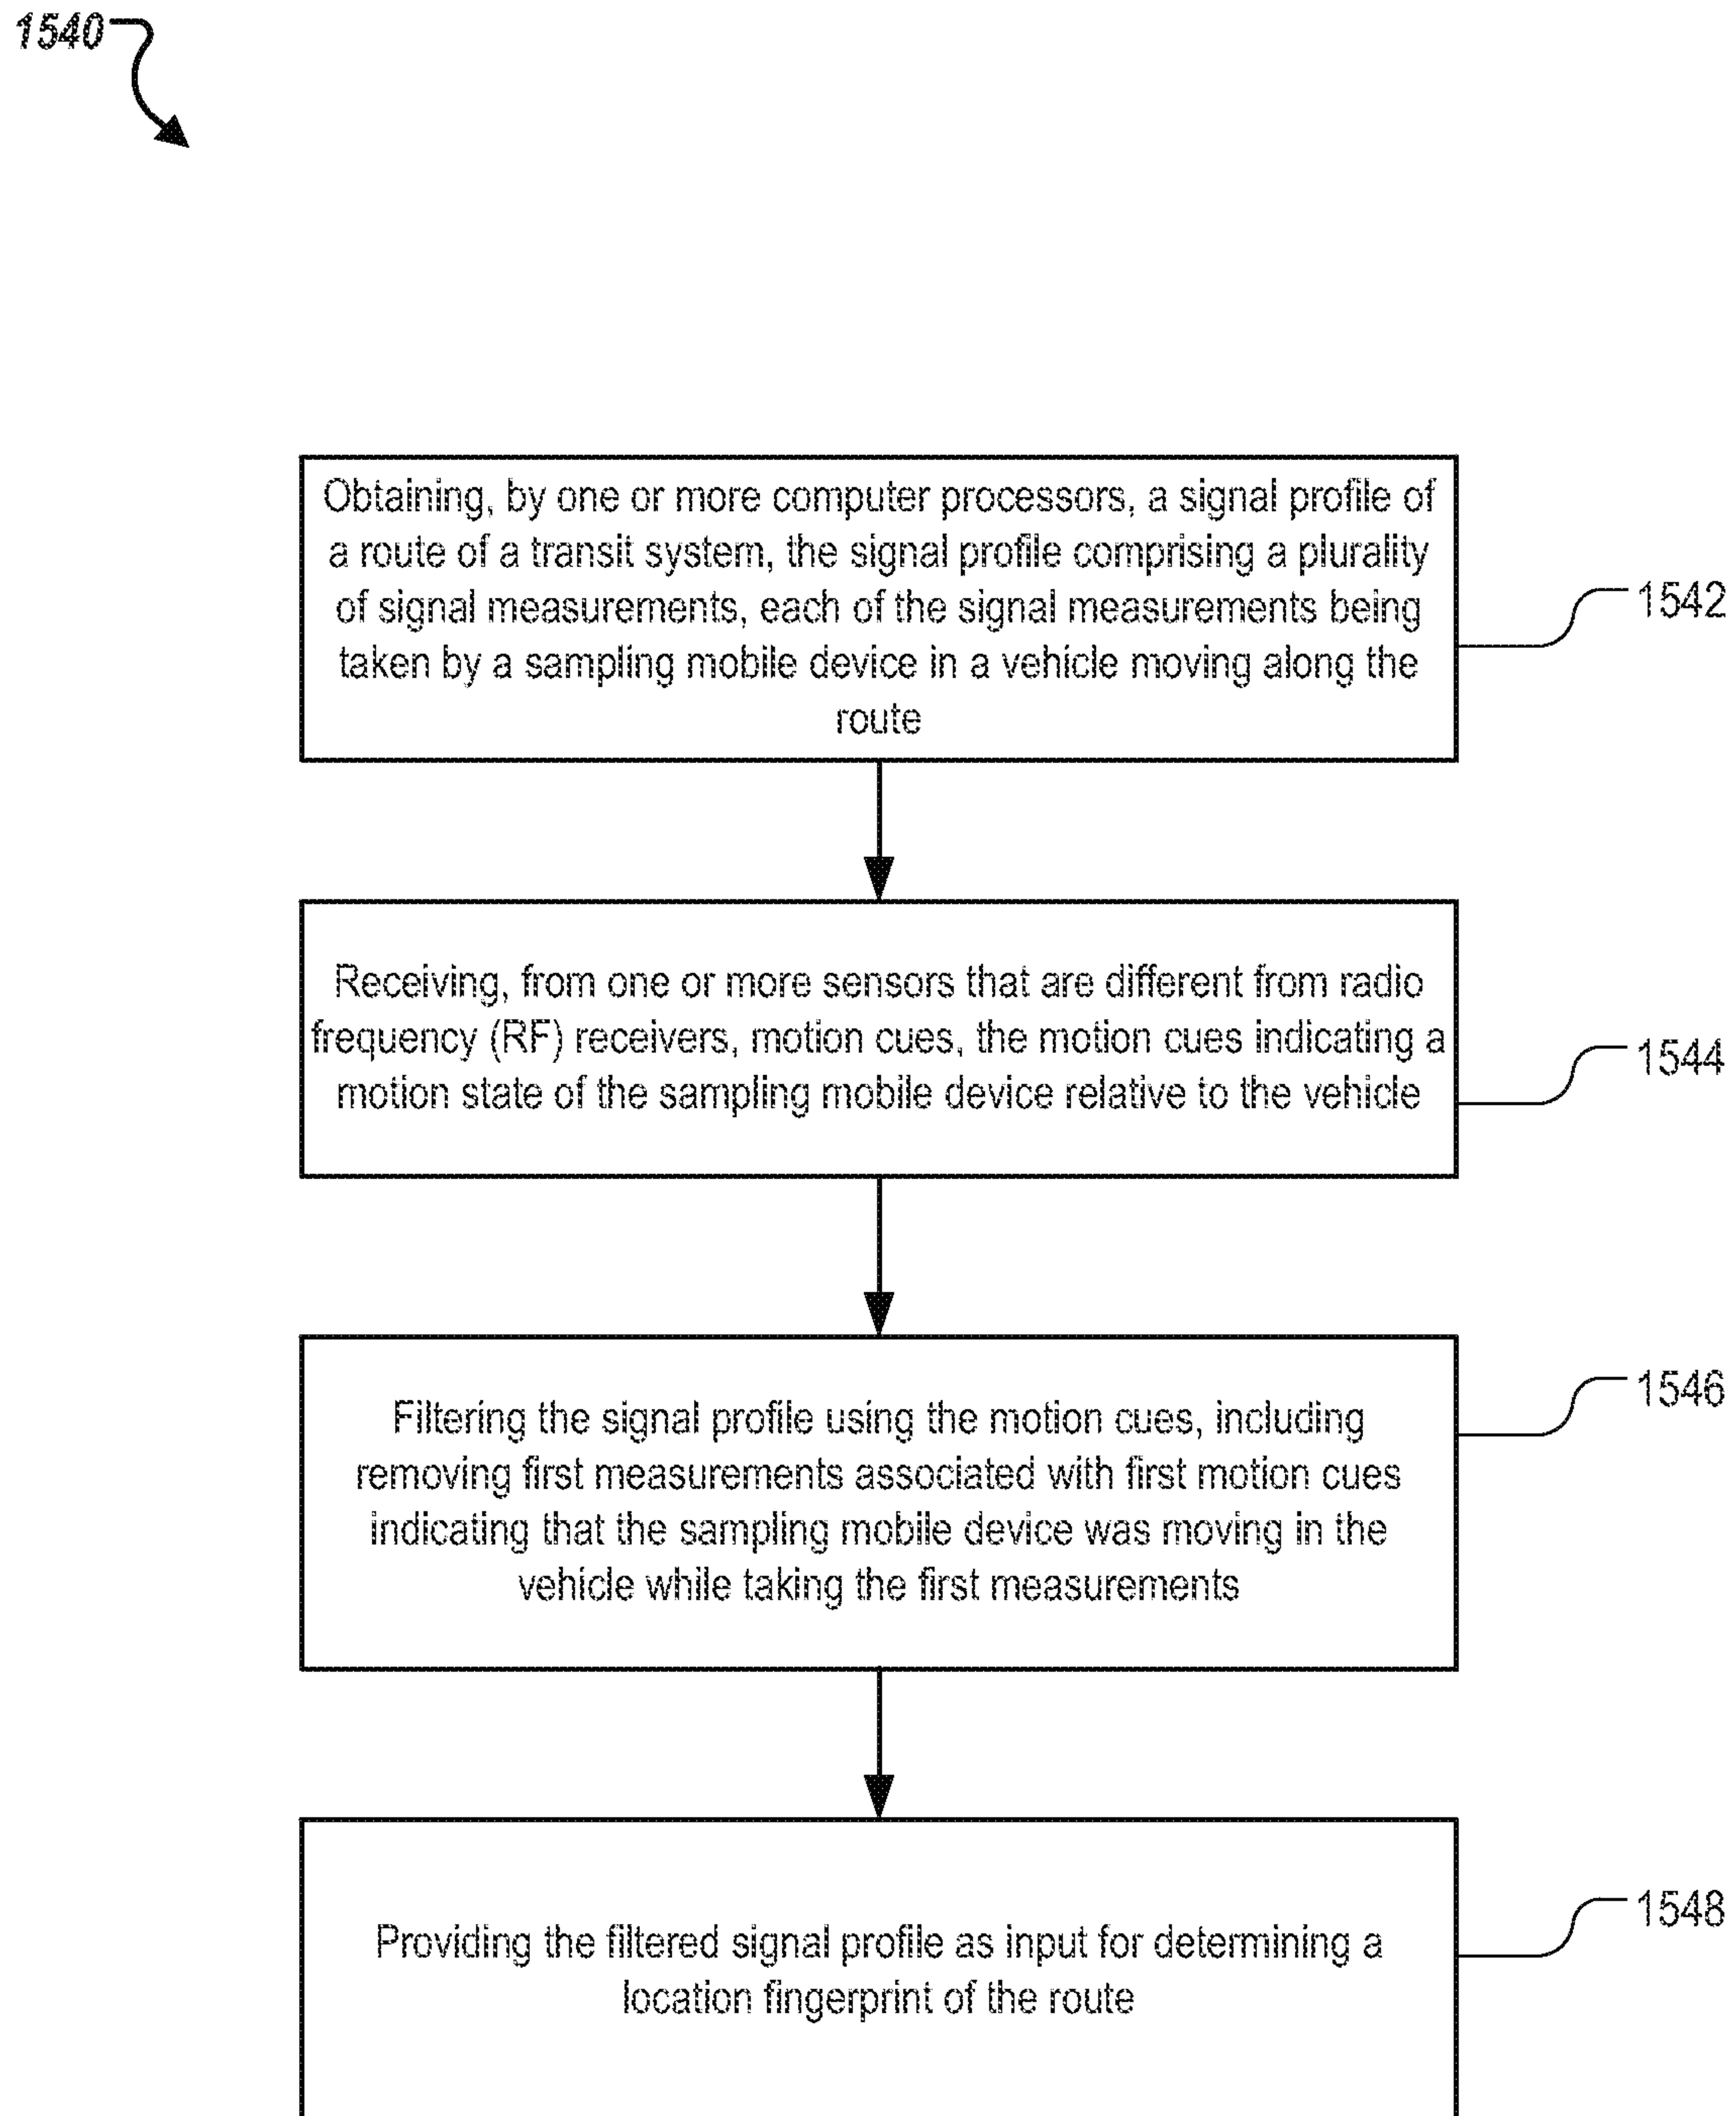 1540
Obtaining, by one or more computer processors, a signal profile of
a route of a transit system, the signal profile comprising a plurality
of signal measurements, each of the signal measurements being
taken by a sampling mobile device in a vehicle moving along the
route
1542
Receiving, from one or more sensors that are different from radio
frequency (RF) receivers, motion cues, the motion cues indicating a
motion state of the sampling mobile device relative to the vehicle
1544
Filtering the signal profile using the motion cues, including
removing first measurements associated with first motion cues
indicating that the sampling mobile device was moving in the
vehicle while taking the first measurements
1546
Providing the filtered signal profile as input for determining a
location fingerprint of the route
1548